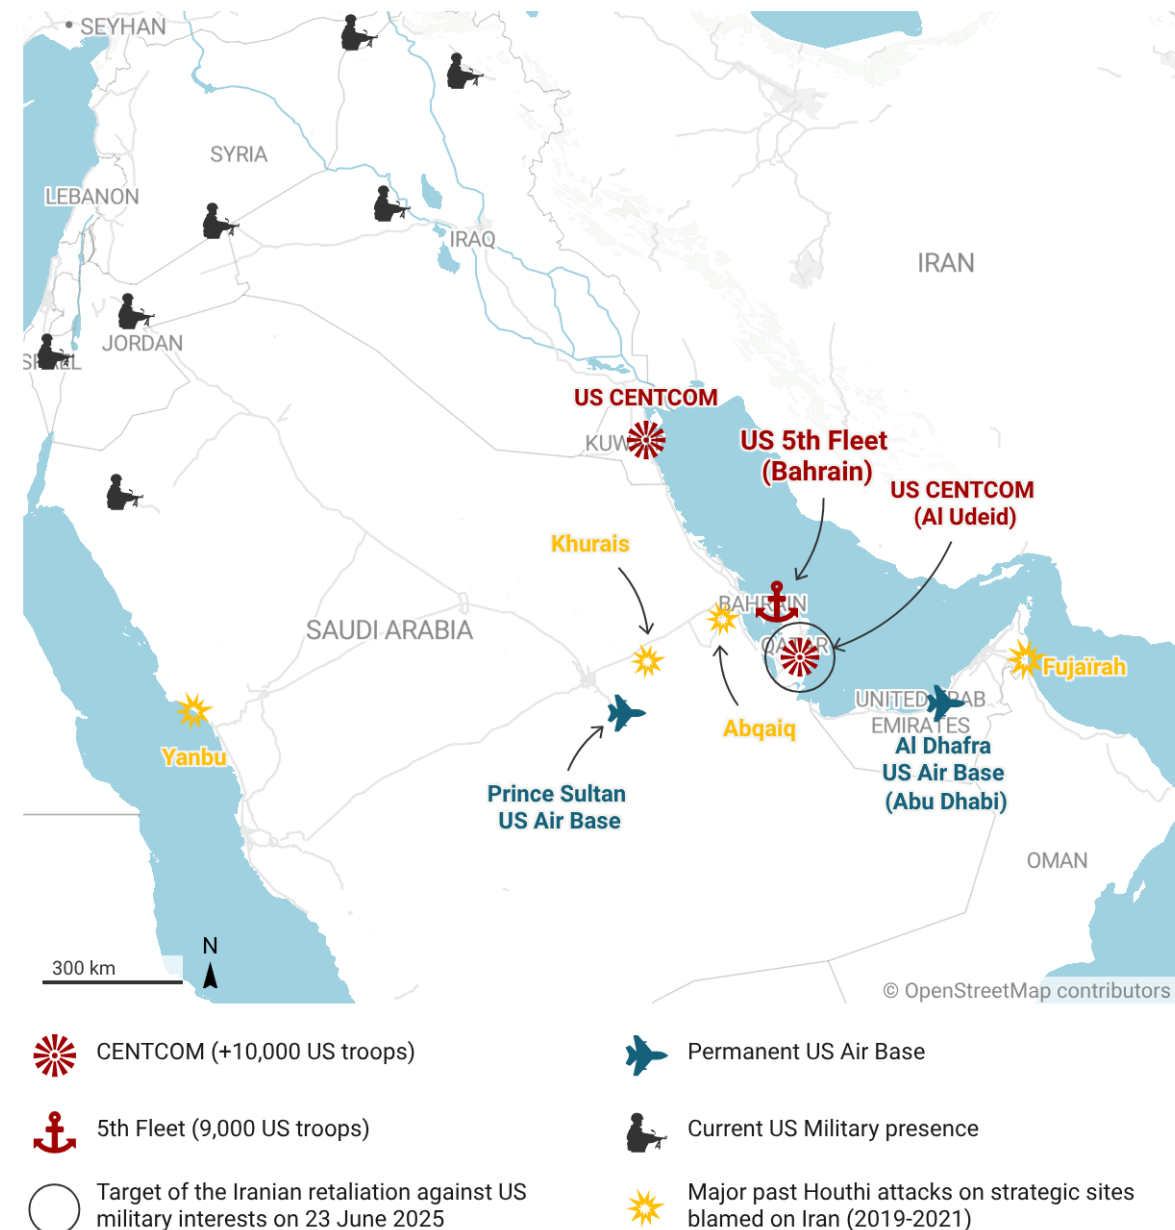 SEYHAN
SYRIA
LEBANON
IRAQ
IRAN
JORDAN
US CENTCOM
US 5th Fleet
(Bahrain)
US CENTCOM
(Al Udeid)
Khurais
BAHRAIN
SAUDI ARABIA
QATAR
Fujaïrah
UNITED ARAB
EMIRATES
Abqaiq
Yanbu
Al Dhafra
US Air Base
(Abu Dhabi)
Prince Sultan
US Air Base
OMAN
N
300 km
© OpenStreetMap contributors
CENTCOM (+10,000 US troops)
Permanent US Air Base
5th Fleet (9,000 US troops)
Current US Military presence
Target of the Iranian retaliation against US
military interests on 23 June 2025
Major past Houthi attacks on strategic sites
blamed on Iran (2019-2021)